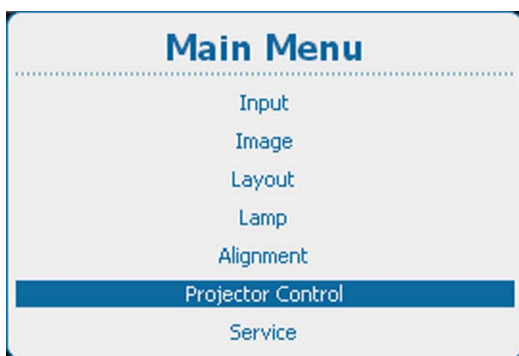 Main Menu
Input
Image
Layout
Lamp
Alignment
Projector Control
Service